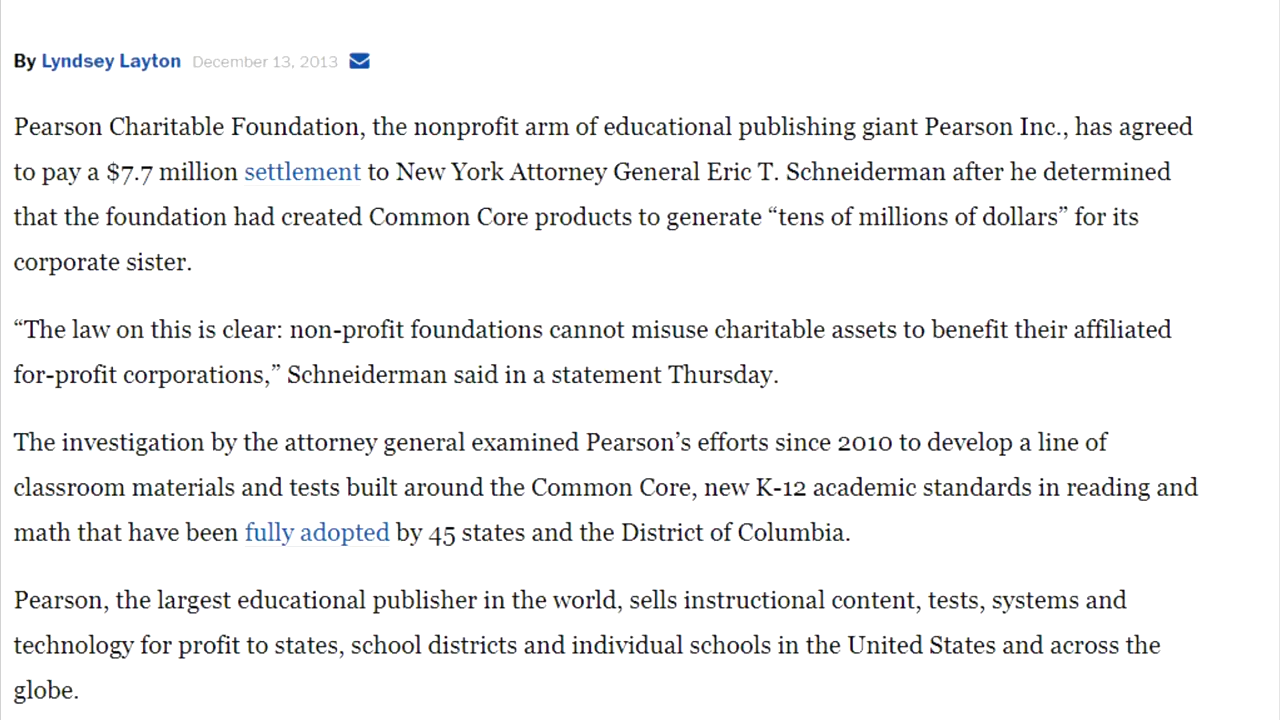 By Lyndsey Layton December 13, 2013
Pearson Charitable Foundation, the nonprofit arm of educational publishing giant Pearson Inc., has agreed
to pay a $7.7 million settlement to New York Attorney General Eric T. Schneiderman after he determined
that the foundation had created Common Core products to generate “tens of millions of dollars” for its
corporate sister.
“The law on this is clear: non-profit foundations cannot misuse charitable assets to benefit their affiliated
for-profit corporations,” Schneiderman said in a statement Thursday.
The investigation by the attorney general examined Pearson’s efforts since 2010 to develop a line of
classroom materials and tests built around the Common Core, new K-12 academic standards in reading and
math that have been fully adopted by 45 states and the District of Columbia.
Pearson, the largest educational publisher in the world, sells instructional content, tests, systems and
technology for profit to states, school districts and individual schools in the United States and across the
globe.